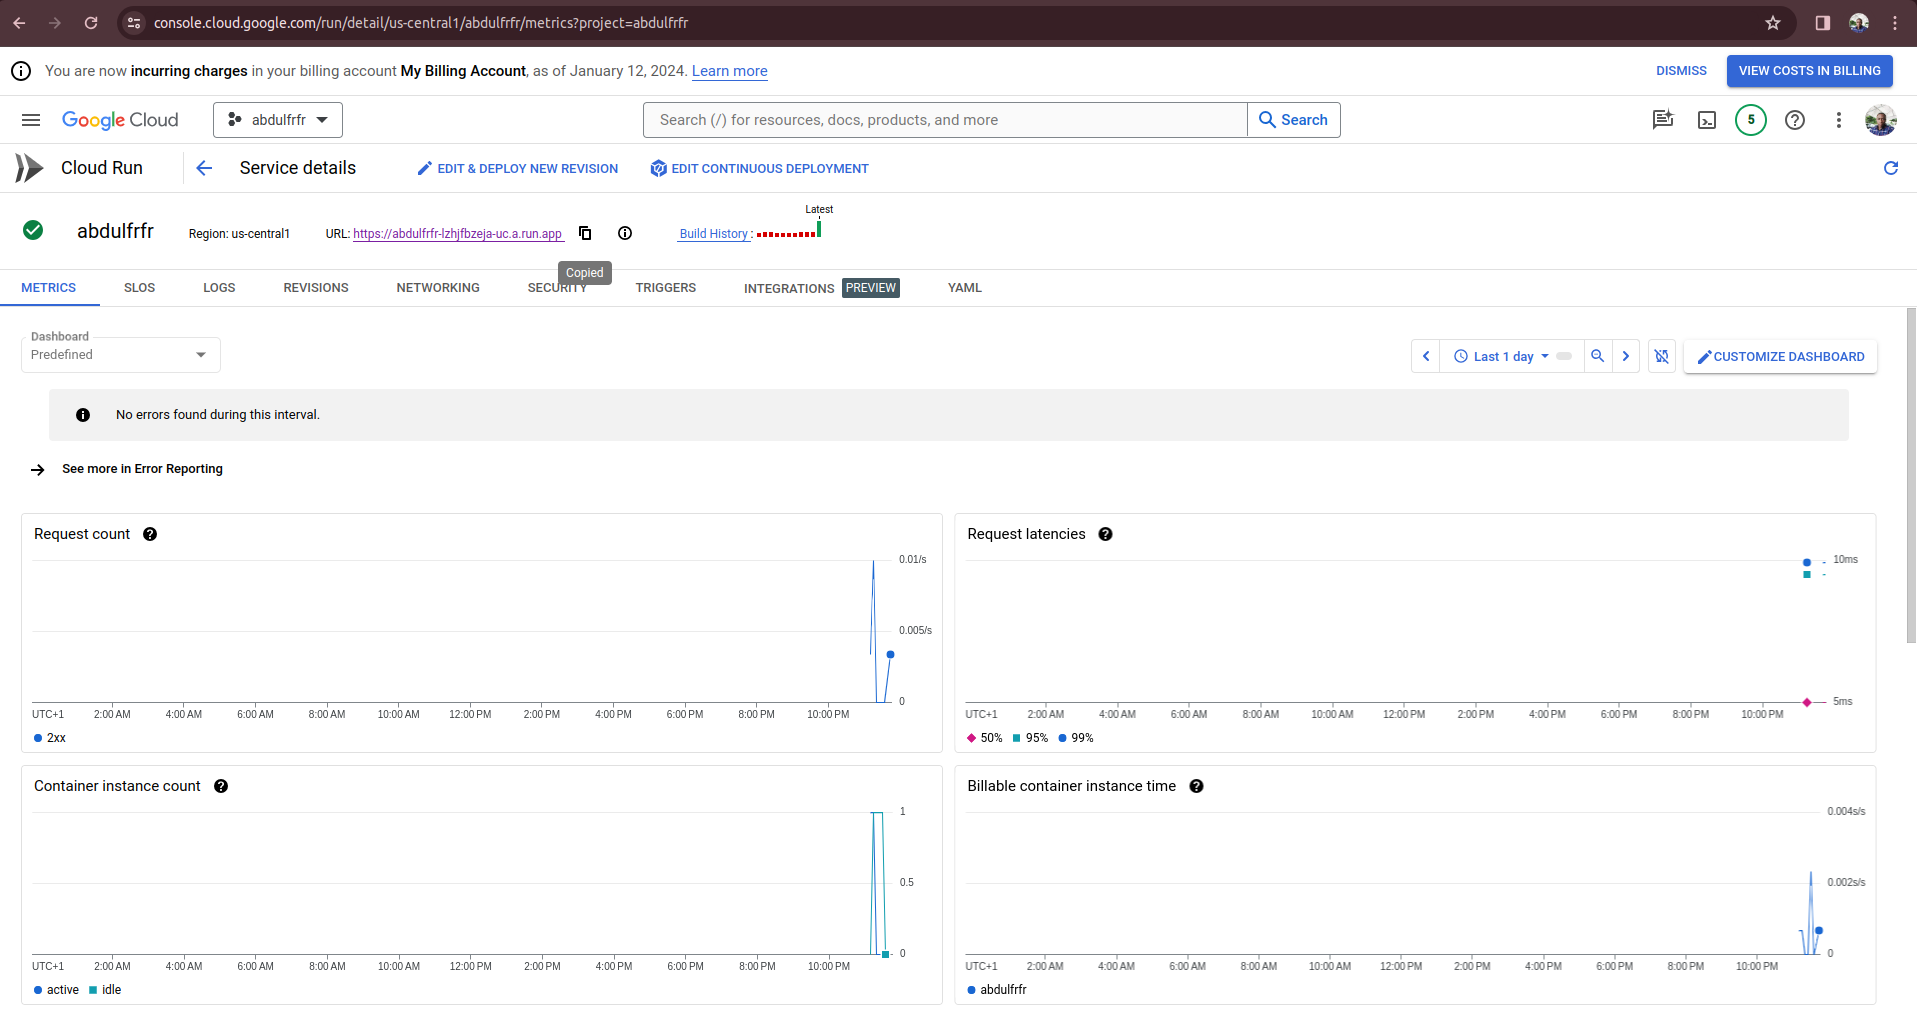 console.cloud.google.com/run/detail/us-central1/abdulfrfr/metrics?project=abdulfrfr
You are now incurring charges in your billing account My Billing Account, as of January 12, 2024. Learn more
DISMISS
VIEW COSTS IN BILLING
Google Cloud
abdulfrfr
Search (/) for resources, docs, products, and more
Search
5
Cloud Run
Service details
EDIT & DEPLOY NEW REVISION
EDIT CONTINUOUS DEPLOYMENT
abdulfrfr
Region: us-central1
URL: https://abdulfrfr-lzhjfbzeja-uc.a.run.app
Build History :
Latest
Copied
METRICS
SLOS
LOGS
REVISIONS
NETWORKING
SECURITY
TRIGGERS
INTEGRATIONS
PREVIEW
YAML
Dashboard
Predefined
Last 1 day
CUSTOMIZE DASHBOARD
No errors found during this interval.
See more in Error Reporting
Request count
0.01/s
0.005/s
0
UTC+1 2:00 AM 4:00 AM 6:00 AM 8:00 AM 10:00 AM 12:00 PM 2:00 PM 4:00 PM 6:00 PM 8:00 PM 10:00 PM
2xx
Request latencies
10ms
5ms
UTC+1 2:00 AM 4:00 AM 6:00 AM 8:00 AM 10:00 AM 12:00 PM 2:00 PM 4:00 PM 6:00 PM 8:00 PM 10:00 PM
50% 95% 99%
Container instance count
1
0.5
0
UTC+1 2:00 AM 4:00 AM 6:00 AM 8:00 AM 10:00 AM 12:00 PM 2:00 PM 4:00 PM 6:00 PM 8:00 PM 10:00 PM
active idle
Billable container instance time
0.004s/s
0.002s/s
0
UTC+1 2:00 AM 4:00 AM 6:00 AM 8:00 AM 10:00 AM 12:00 PM 2:00 PM 4:00 PM 6:00 PM 8:00 PM 10:00 PM
abdulfrfr